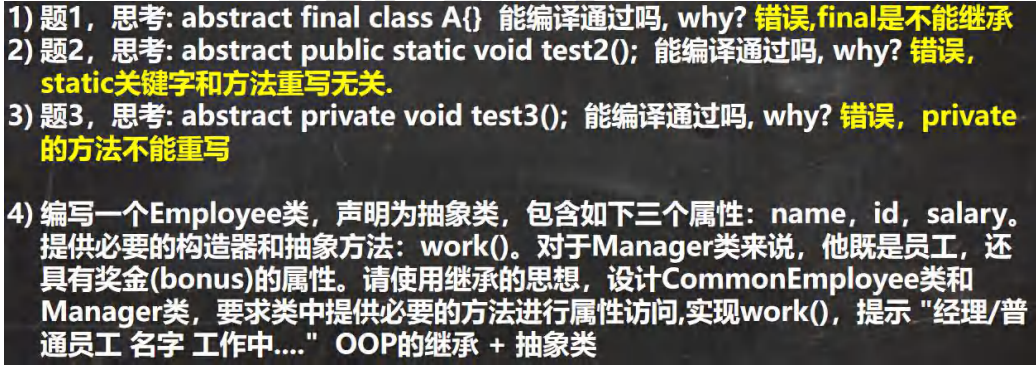 1) 题1，思考: abstract final class A{} 能编译通过吗, why? 错误,final是不能继承
2) 题2，思考: abstract public static void test2(); 能编译通过吗, why? 错误，
static关键字和方法重写无关.
3) 题3，思考: abstract private void test3(); 能编译通过吗, why? 错误，private
的方法不能重写
4) 编写一个Employee类，声明为抽象类，包含如下三个属性：name，id，salary。
提供必要的构造器和抽象方法：work()。对于Manager类来说，他既是员工，还
具有奖金(bonus)的属性。请使用继承的思想，设计CommonEmployee类和
Manager类，要求类中提供必要的方法进行属性访问,实现work()，提示 "经理/普
通员工 名字 工作中...." OOP的继承 + 抽象类